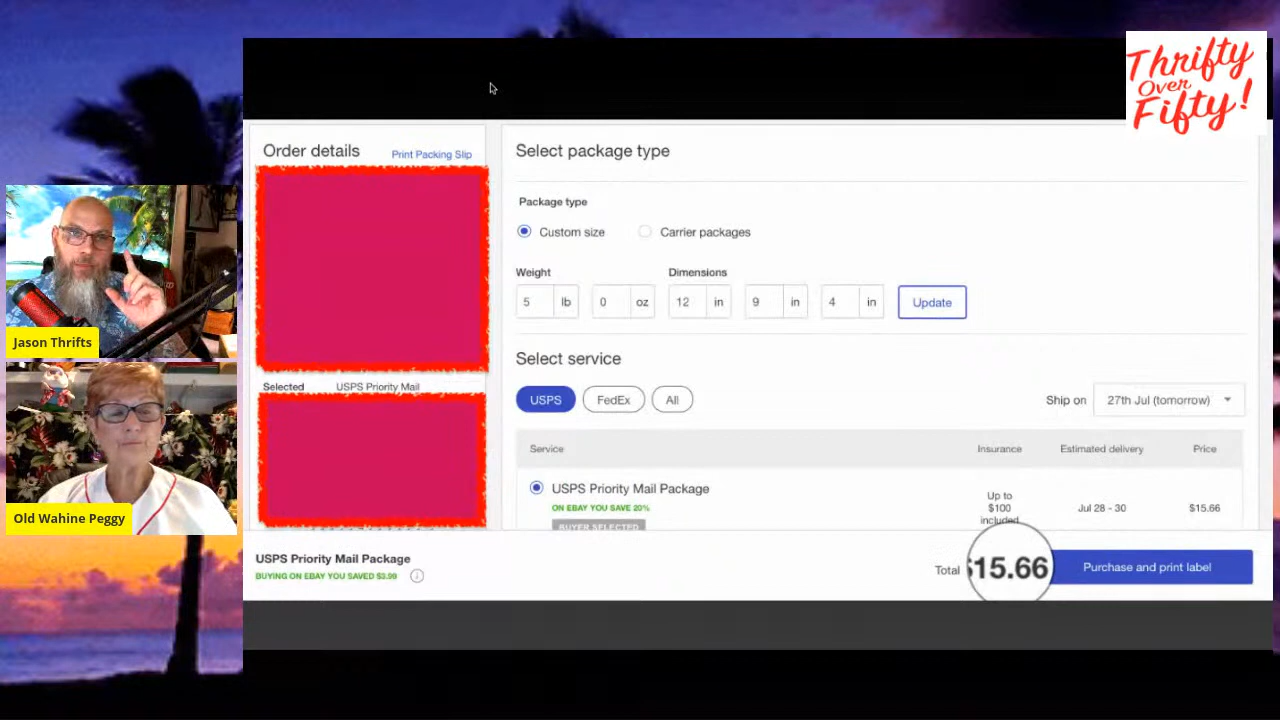 Thrifty
Over
Fifty!
Order details
Print Packing Slip
Selected USPS Priority Mail
Select package type
Package type
Custom size Carrier packages
Weight Dimensions
5 lb 0 oz 12 in 9 in 4 in Update
Select service
USPS FedEx All Ship on 27th Jul (tomorrow)
Service Insurance Estimated delivery Price
USPS Priority Mail Package
ON EBAY YOU SAVE 20%
BUYER SELECTED
Up to
$100
included
Jul 28 - 30
$15.66
USPS Priority Mail Package
BUYING ON EBAY YOU SAVED $3.99
Total $15.66 Purchase and print label
Jason Thrifts
Old Wahine Peggy